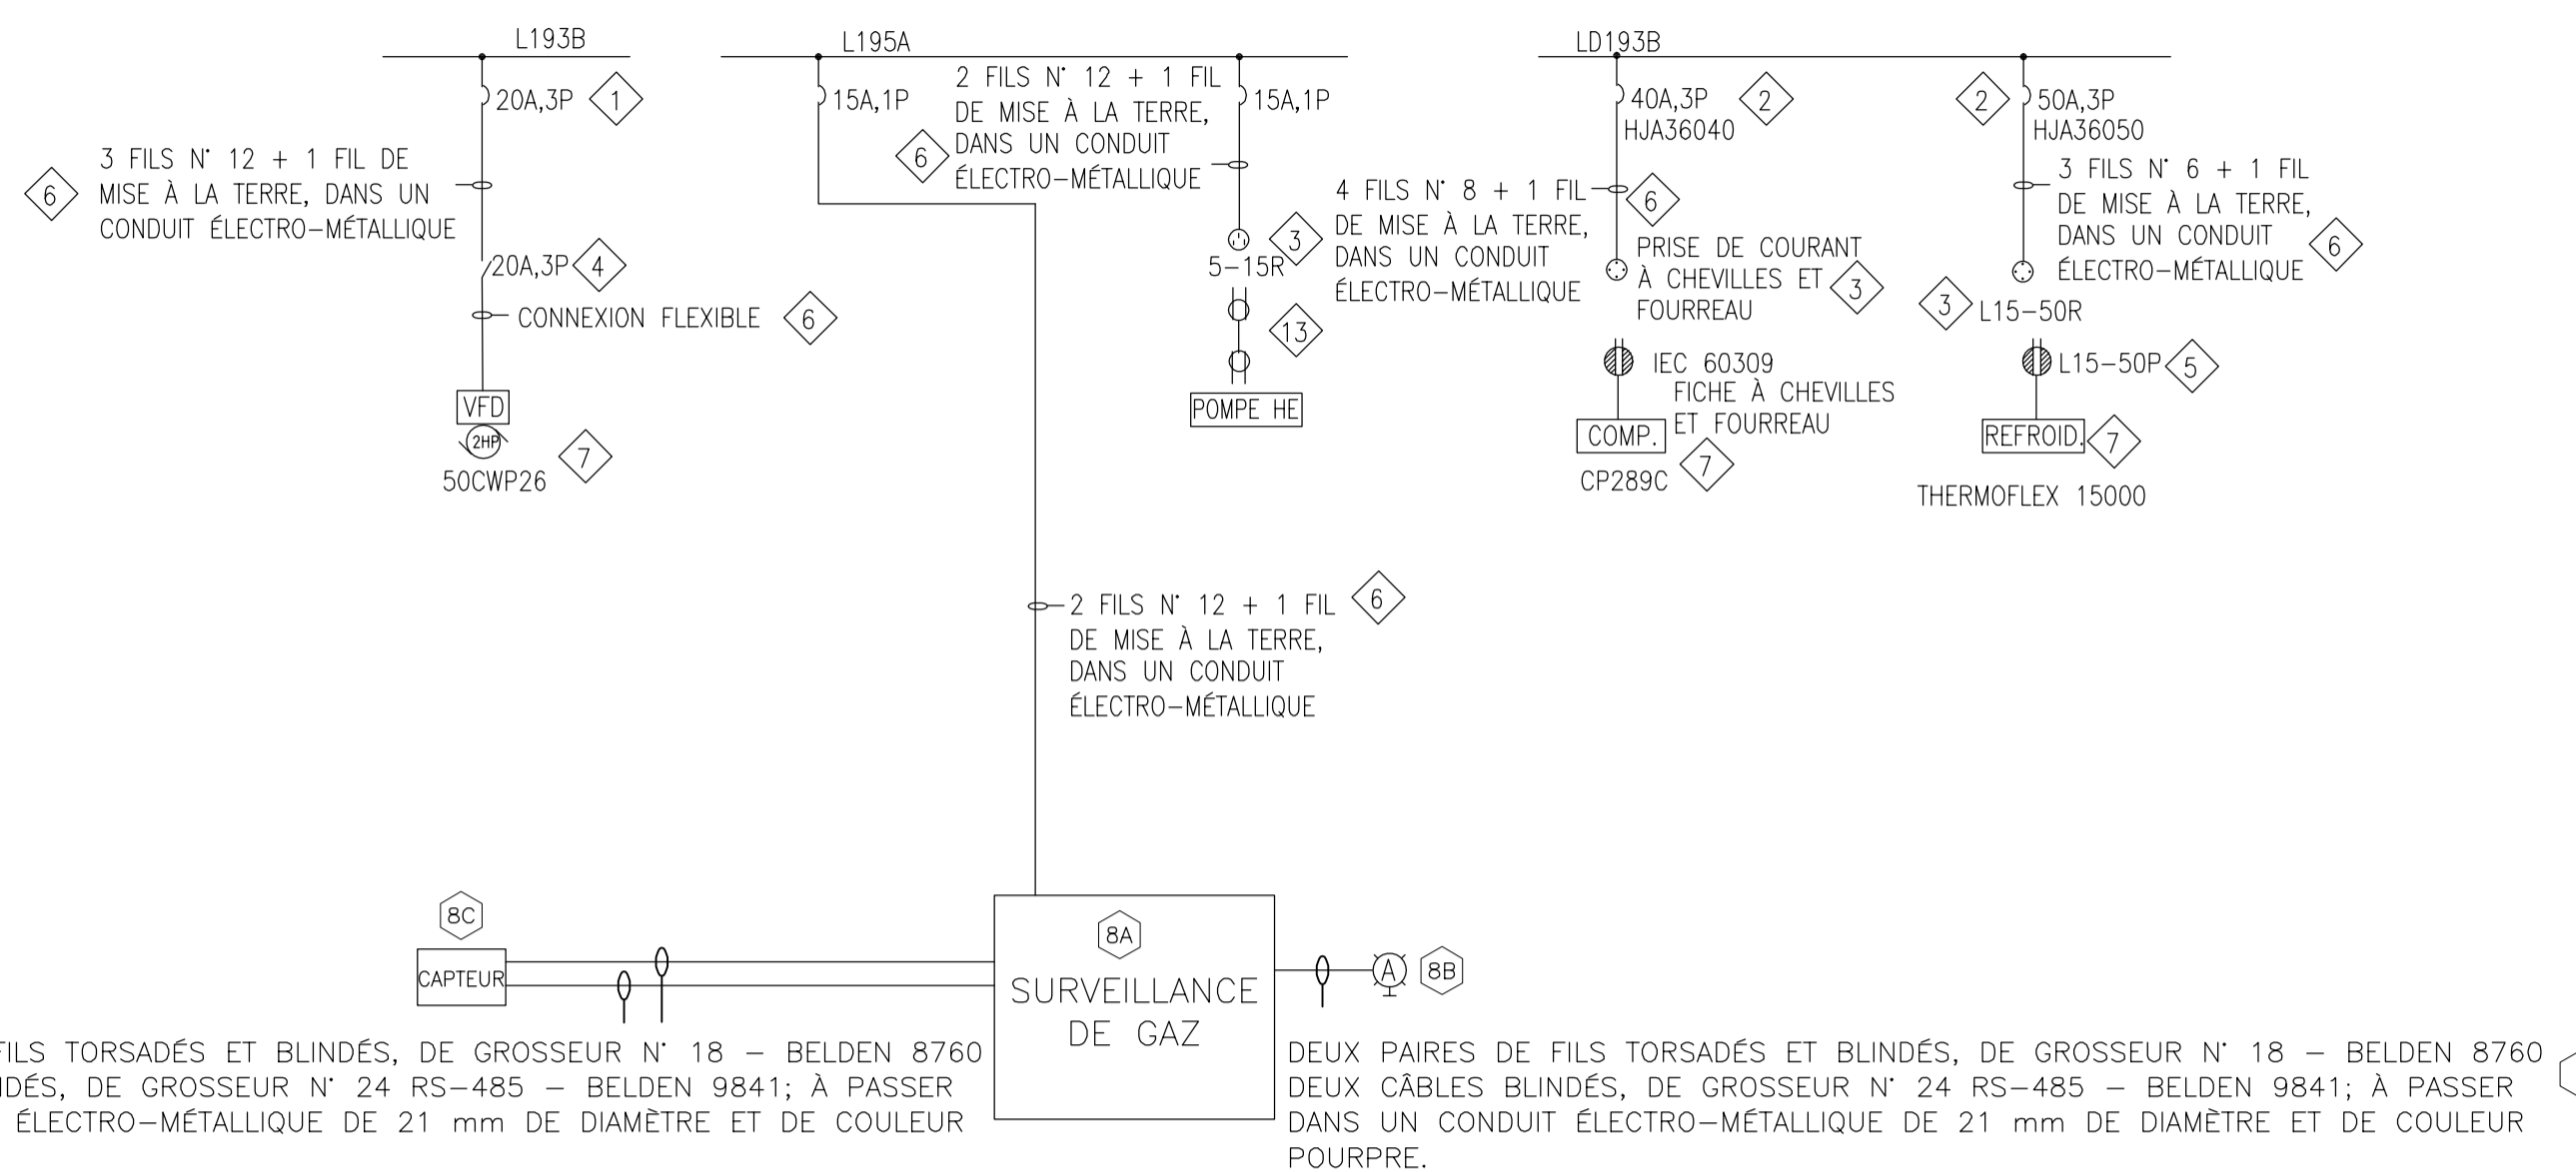 L193B
20A,3P
1
3 FILS N° 12 + 1 FIL DE
MISE À LA TERRE, DANS UN
CONDUIT ÉLECTRO-MÉTALLIQUE
6
20A,3P
4
CONNEXION FLEXIBLE
6
VFD
2HP
50CWP26
7
L195A
15A,1P
2 FILS N° 12 + 1 FIL
DE MISE À LA TERRE,
DANS UN CONDUIT
ÉLECTRO-MÉTALLIQUE
6
15A,1P
5-15R
3
13
POMPE HE
2 FILS N° 12 + 1 FIL
DE MISE À LA TERRE,
DANS UN CONDUIT
ÉLECTRO-MÉTALLIQUE
6
LD193B
40A,3P
HJA36040
2
4 FILS N° 8 + 1 FIL
DE MISE À LA TERRE,
DANS UN CONDUIT
ÉLECTRO-MÉTALLIQUE
6
PRISE DE COURANT
À CHEVILLES ET
FOURREAU
3
IEC 60309
FICHE À CHEVILLES
ET FOURREAU
COMP.
CP289C
7
2
50A,3P
HJA36050
3 FILS N° 6 + 1 FIL
DE MISE À LA TERRE,
DANS UN CONDUIT
ÉLECTRO-MÉTALLIQUE
6
3
L15-50R
L15-50P
5
REFROID.
7
THERMOFLEX 15000
8C
CAPTEUR
8A
SURVEILLANCE
DE GAZ
A
8B
FILS TORSADÉS ET BLINDÉS, DE GROSSEUR N° 18 - BELDEN 8760
NDÉS, DE GROSSEUR N° 24 RS-485 - BELDEN 9841; À PASSER
ÉLECTRO-MÉTALLIQUE DE 21 mm DE DIAMÈTRE ET DE COULEUR
DEUX PAIRES DE FILS TORSADÉS ET BLINDÉS, DE GROSSEUR N° 18 - BELDEN 8760
DEUX CÂBLES BLINDÉS, DE GROSSEUR N° 24 RS-485 - BELDEN 9841; À PASSER
DANS UN CONDUIT ÉLECTRO-MÉTALLIQUE DE 21 mm DE DIAMÈTRE ET DE COULEUR
POURPRE.